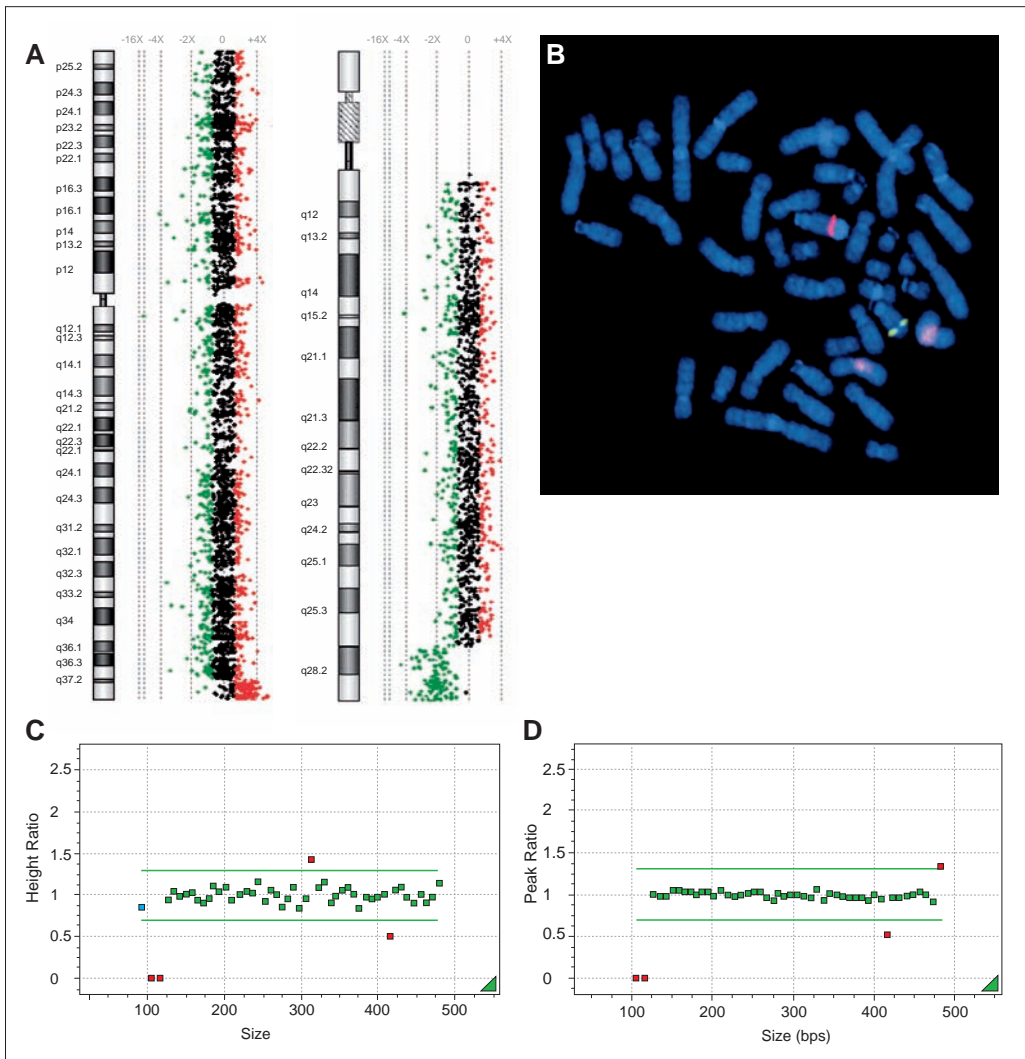 A
-16X -4X -2X 0 +4X
p25.2
p24.3
p24.1
p23.2
p22.3
p22.1
p16.3
p16.1
p14
p13.2
p12
q12.1
q12.3
q14.1
q14.3
q21.2
q22.1
q22.3
q22.1
q24.1
q24.3
q31.2
q32.1
q32.3
q33.2
q34
q36.1
q36.3
q37.2
-16X -4X -2X 0 +4X
q12
q13.2
q14
q15.2
q21.1
q21.3
q22.2
q22.32
q23
q24.2
q25.1
q25.3
q28.2
B
C
Height Ratio
2.5
2
1.5
1
0.5
0
100 200 300 400 500
Size
D
Peak Ratio
2.5
2
1.5
1
0.5
0
100 200 300 400 500
Size (bps)